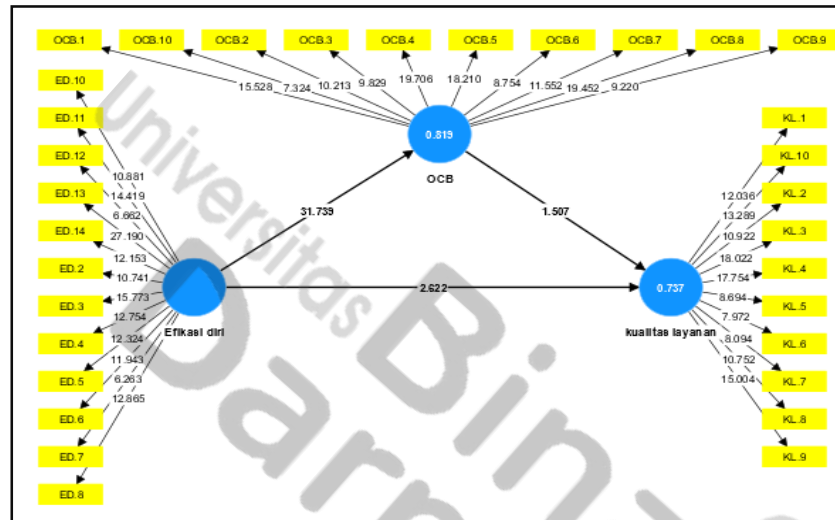 OCB.1 OCB.10 OCB.2 OCB.3 OCB.4 OCB.5 OCB.6 OCB.7 OCB.8 OCB.9
15.528 7.324 10.213 9.829 19.706 18.210 8.754 11.552 19.452 9.220
0.819
OCB
ED.10
ED.11
ED.12
ED.13
ED.14
ED.2
ED.3
ED.4
ED.5
ED.6
ED.7
ED.8
10.881
14.419
6.662
27.190
12.153
10.741
15.773
12.754
12.324
11.943
6.263
12.865
Efikasi diri
31.739
1.507
2.622
0.737
kualitas layanan
12.036
13.289
10.922
18.022
17.754
8.694
7.972
8.094
10.752
15.004
KL.1
KL.10
KL.2
KL.3
KL.4
KL.5
KL.6
KL.7
KL.8
KL.9
Universitas
Bina
Darm